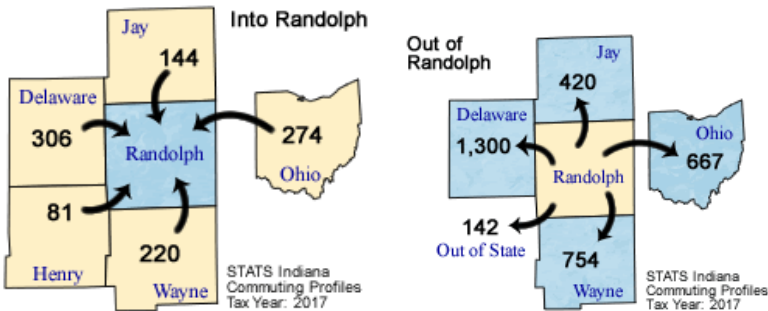 Into Randolph
Jay
144
Delaware
306
Randolph
274
Ohio
81
220
Henry
Wayne
STATS Indiana
Commuting Profiles
Tax Year: 2017
Out of
Randolph
Jay
420
Delaware
1,300
Ohio
667
Randolph
142
Out of State
754
Wayne
STATS Indiana
Commuting Profiles
Tax Year: 2017